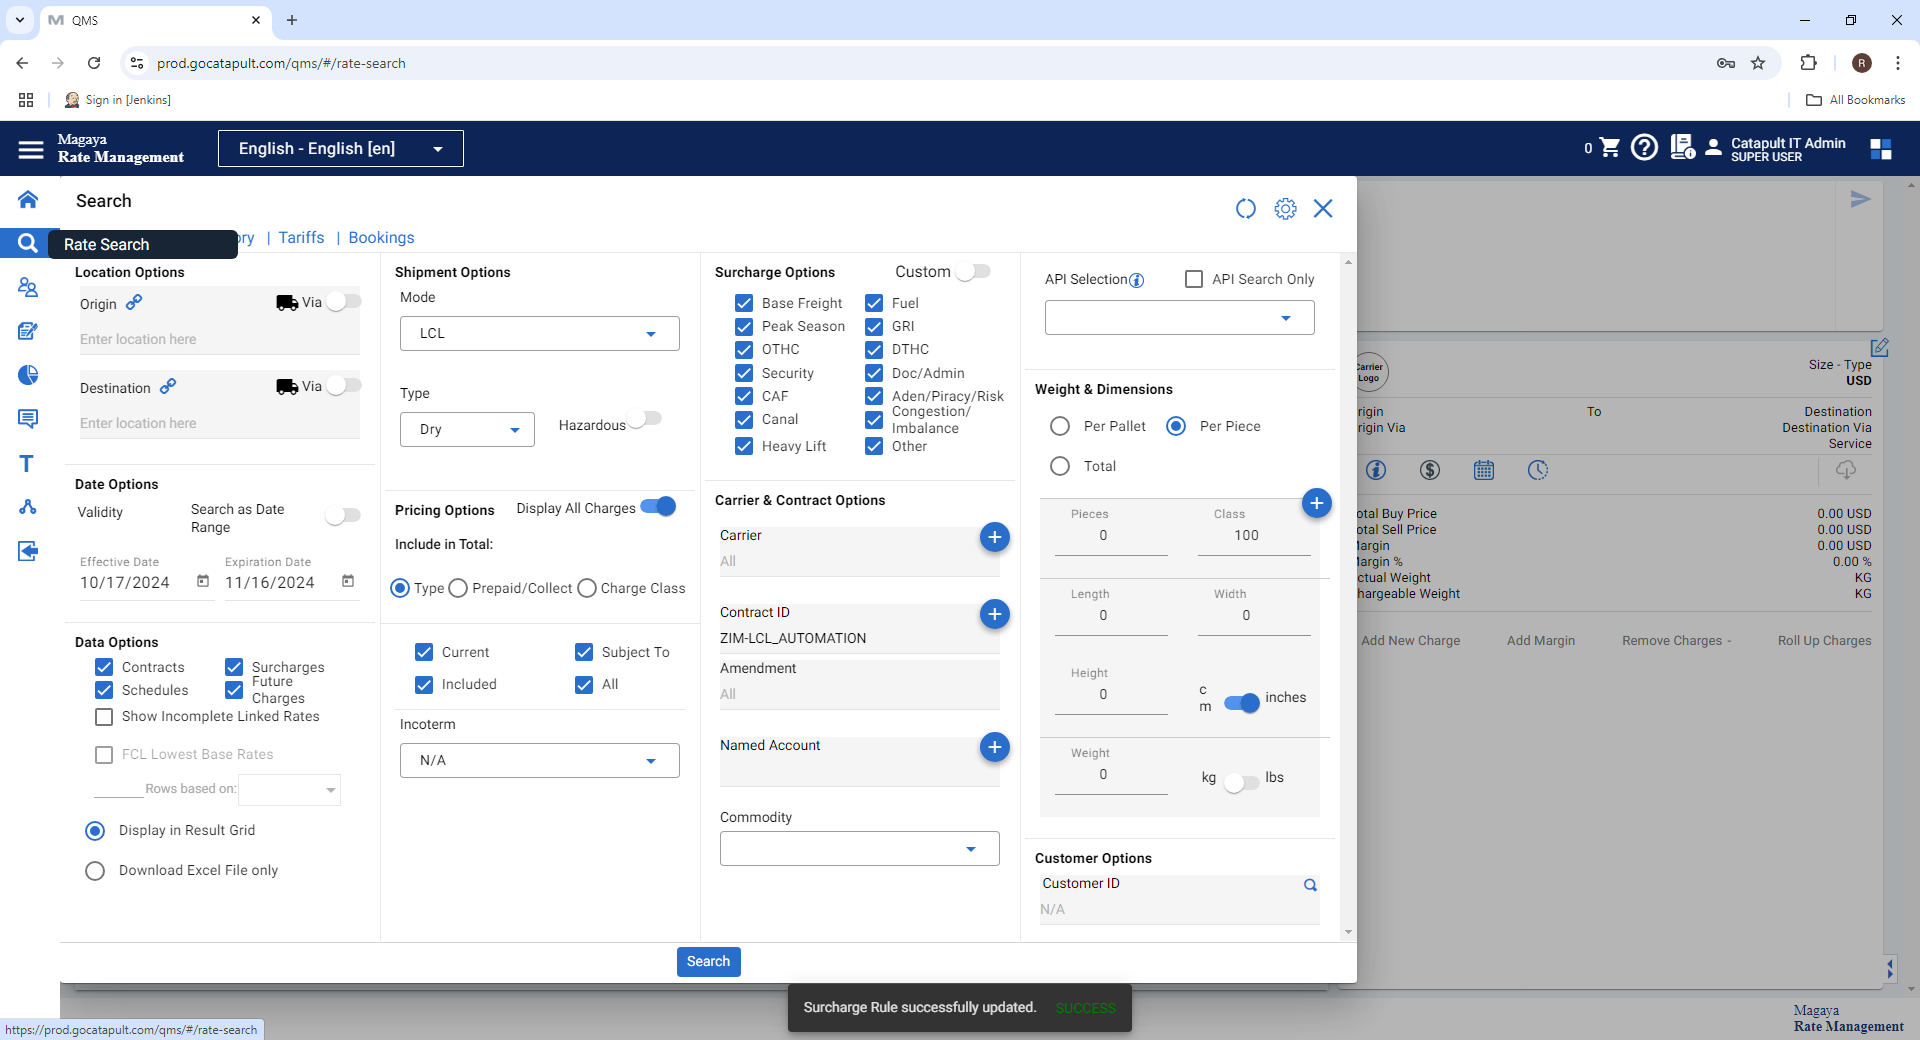 QMS
prod.gocatapult.com/qms/#/rate-search
R
Sign in [Jenkins]
All Bookmarks
Magaya
Rate Management
English - English [en]
0
Catapult IT Admin
SUPER USER
Search
Rate Search
ory | Tariffs | Bookings
Location Options
Origin
Via
Enter location here
Destination
Via
Enter location here
Date Options
Validity
Search as Date
Range
Effective Date
10/17/2024
Expiration Date
11/16/2024
Data Options
Contracts
Surcharges
Schedules
Future
Charges
Show Incomplete Linked Rates
FCL Lowest Base Rates
Rows based on:
Display in Result Grid
Download Excel File only
Shipment Options
Mode
LCL
Type
Dry
Hazardous
Pricing Options
Display All Charges
Include in Total:
Type
Prepaid/Collect
Charge Class
Current
Subject To
Included
All
Incoterm
N/A
Surcharge Options
Custom
Base Freight
Fuel
Peak Season
GRI
OTHC
DTHC
Security
Doc/Admin
CAF
Aden/Piracy/Risk
Canal
Congestion/
Imbalance
Heavy Lift
Other
Carrier & Contract Options
Carrier
All
Contract ID
ZIM-LCL_AUTOMATION
Amendment
All
Named Account
Commodity
API Selection
API Search Only
Weight & Dimensions
Per Pallet
Per Piece
Total
Pieces
0
Class
100
Length
0
Width
0
Height
0
c
m
inches
Weight
0
kg
lbs
Customer Options
Customer ID
N/A
Search
arrier
Logo
Size - Type
USD
rigin
To
Destination
rigin Via
Destination Via
Service
otal Buy Price
0.00 USD
otal Sell Price
0.00 USD
largin
0.00 USD
largin %
0.00 %
ctual Weight
KG
hargeable Weight
KG
Add New Charge
Add Margin
Remove Charges -
Roll Up Charges
Surcharge Rule successfully updated.
SUCCESS
https://prod.gocatapult.com/qms/#/rate-search
Magaya
Rate Management